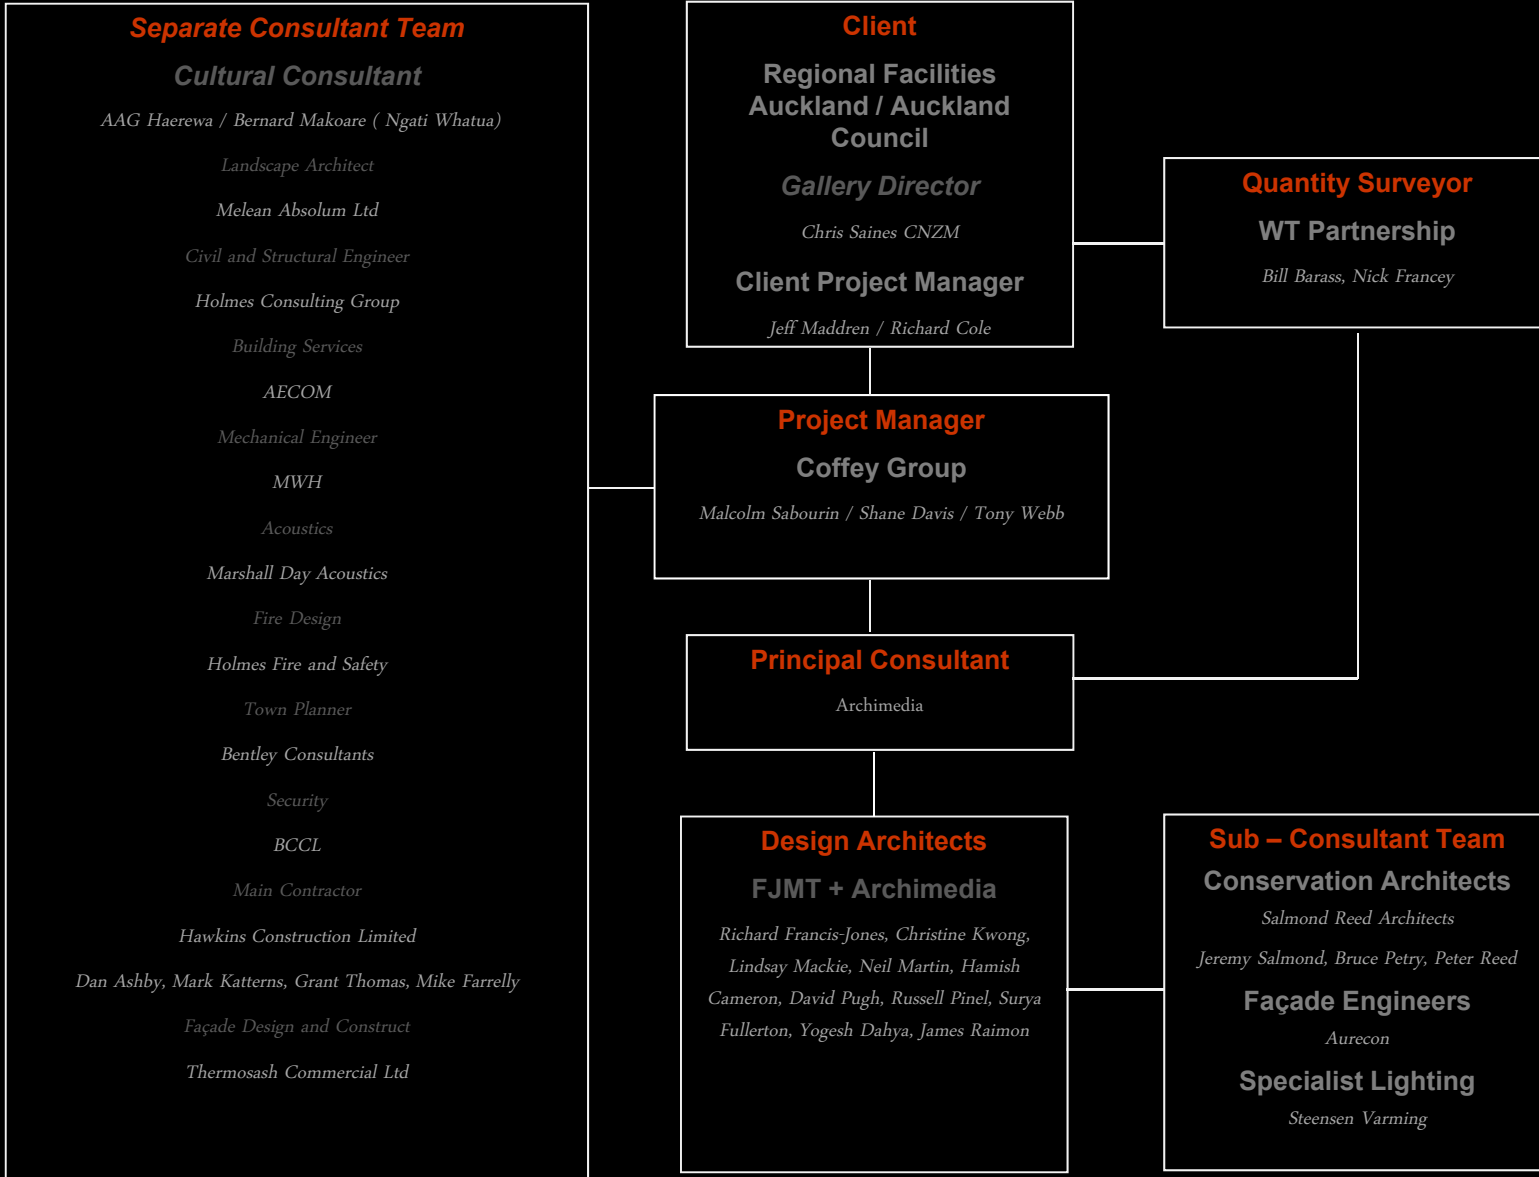 Separate Consultant Team
Cultural Consultant
AAG Haerewa / Bernard Makoare ( Ngati Whatua)
Landscape Architect
Melean Absolum Ltd
Civil and Structural Engineer
Holmes Consulting Group
Building Services
AECOM
Mechanical Engineer
MWH
Acoustics
Marshall Day Acoustics
Fire Design
Holmes Fire and Safety
Town Planner
Bentley Consultants
Security
BCCL
Main Contractor
Hawkins Construction Limited
Dan Ashby, Mark Katterns, Grant Thomas, Mike Farrelly
Façade Design and Construct
Thermosash Commercial Ltd
Client
Regional Facilities
Auckland / Auckland
Council
Gallery Director
Chris Saines CNZM
Client Project Manager
Jeff Maddren / Richard Cole
Quantity Surveyor
WT Partnership
Bill Barass, Nick Francey
Project Manager
Coffey Group
Malcolm Sabourin / Shane Davis / Tony Webb
Principal Consultant
Archimedia
Design Architects
FJMT + Archimedia
Richard Francis-Jones, Christine Kwong,
Lindsay Mackie, Neil Martin, Hamish
Cameron, David Pugh, Russell Pinel, Surya
Fullerton, Yogesh Dahya, James Raimon
Sub – Consultant Team
Conservation Architects
Salmond Reed Architects
Jeremy Salmond, Bruce Petry, Peter Reed
Façade Engineers
Aurecon
Specialist Lighting
Steensen Varming